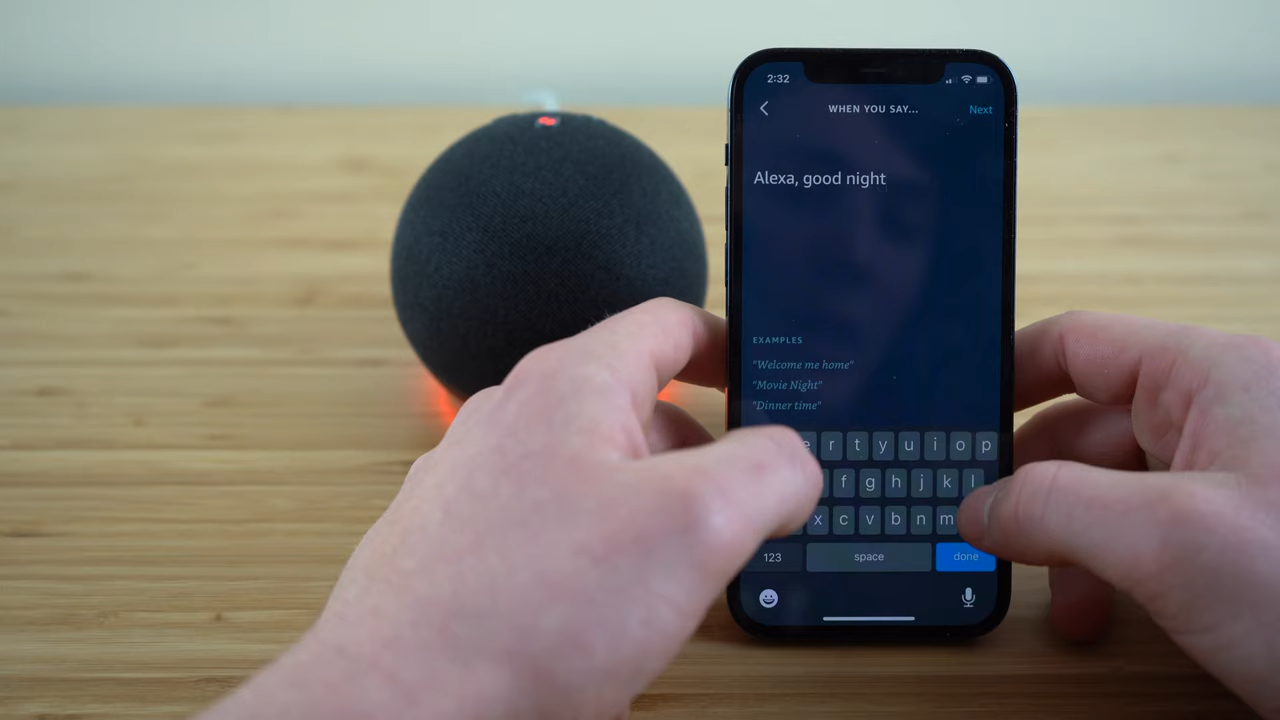 2:32
WHEN YOU SAY...
Next
Alexa, good night
EXAMPLES
"Welcome me home"
"Movie Night"
"Dinner time"
e r t y u i o p
f g h j k l
x c v b n m
123 space done